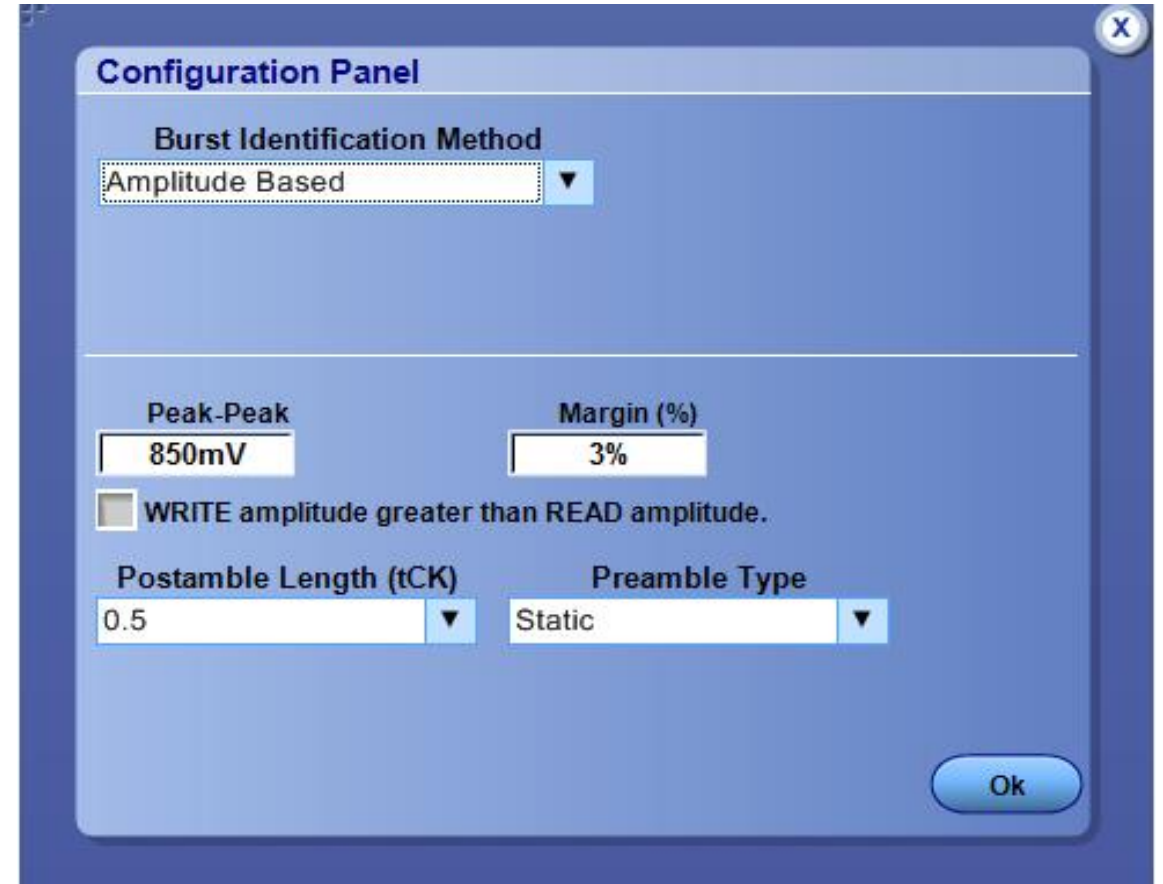 X
Configuration Panel
Burst Identification Method
Amplitude Based
Peak-Peak Margin (%)
850mV 3%
WRITE amplitude greater than READ amplitude.
Postamble Length (tCK) Preamble Type
0.5 Static
Ok